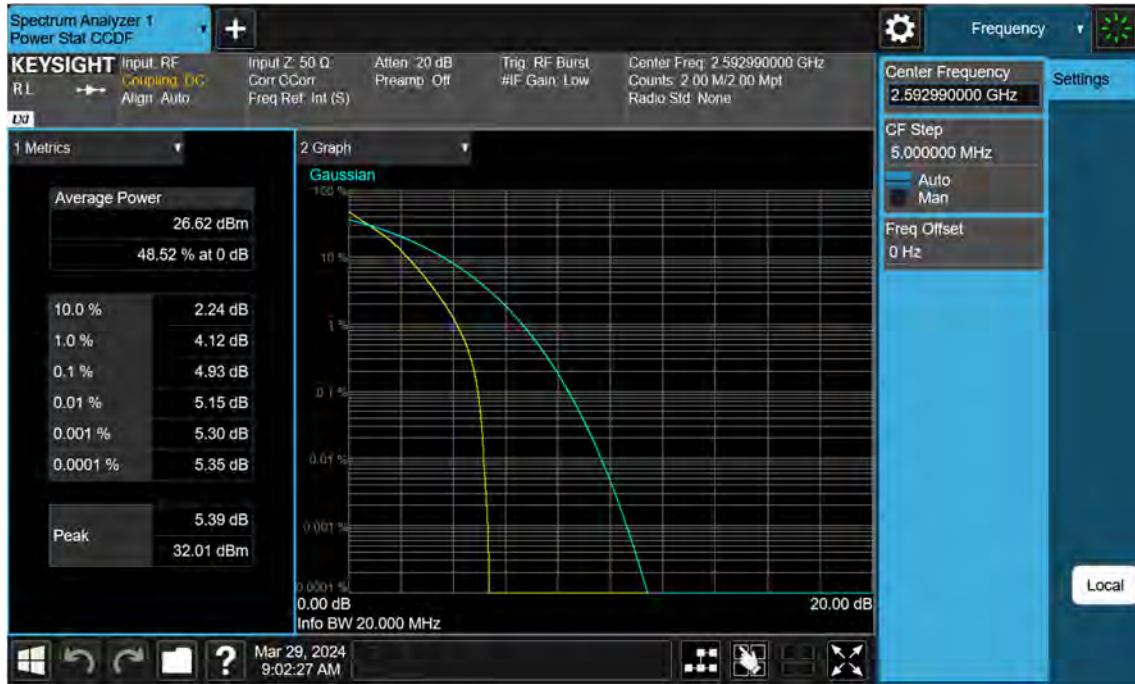 Spectrum Analyzer 1
Power Stat CCDF
+
Frequency
KEYSIGHT
R L
LXI
Input: RF
Coupling: DC
Align: Auto
Input Z: 50 Ω
Corr CCorr
Freq Ref: Int (S)
Atten: 20 dB
Preamp: Off
Trig: RF Burst
#IF Gain: Low
Center Freq: 2.592990000 GHz
Counts: 2.00 M/2.00 Mpt
Radio Std: None
Center Frequency
2.592990000 GHz
Settings
CF Step
5.000000 MHz
Auto
Man
Freq Offset
0 Hz
1 Metrics
Average Power
26.62 dBm
48.52 % at 0 dB
10.0 % 2.24 dB
1.0 % 4.12 dB
0.1 % 4.93 dB
0.01 % 5.15 dB
0.001 % 5.30 dB
0.0001 % 5.35 dB
Peak
5.39 dB
32.01 dBm
2 Graph
Gaussian
100 %
10 %
1 %
0.1 %
0.01 %
0.001 %
0.0001 %
0.00 dB 20.00 dB
Info BW 20.000 MHz
Local
?
Mar 29, 2024
9:02:27 AM